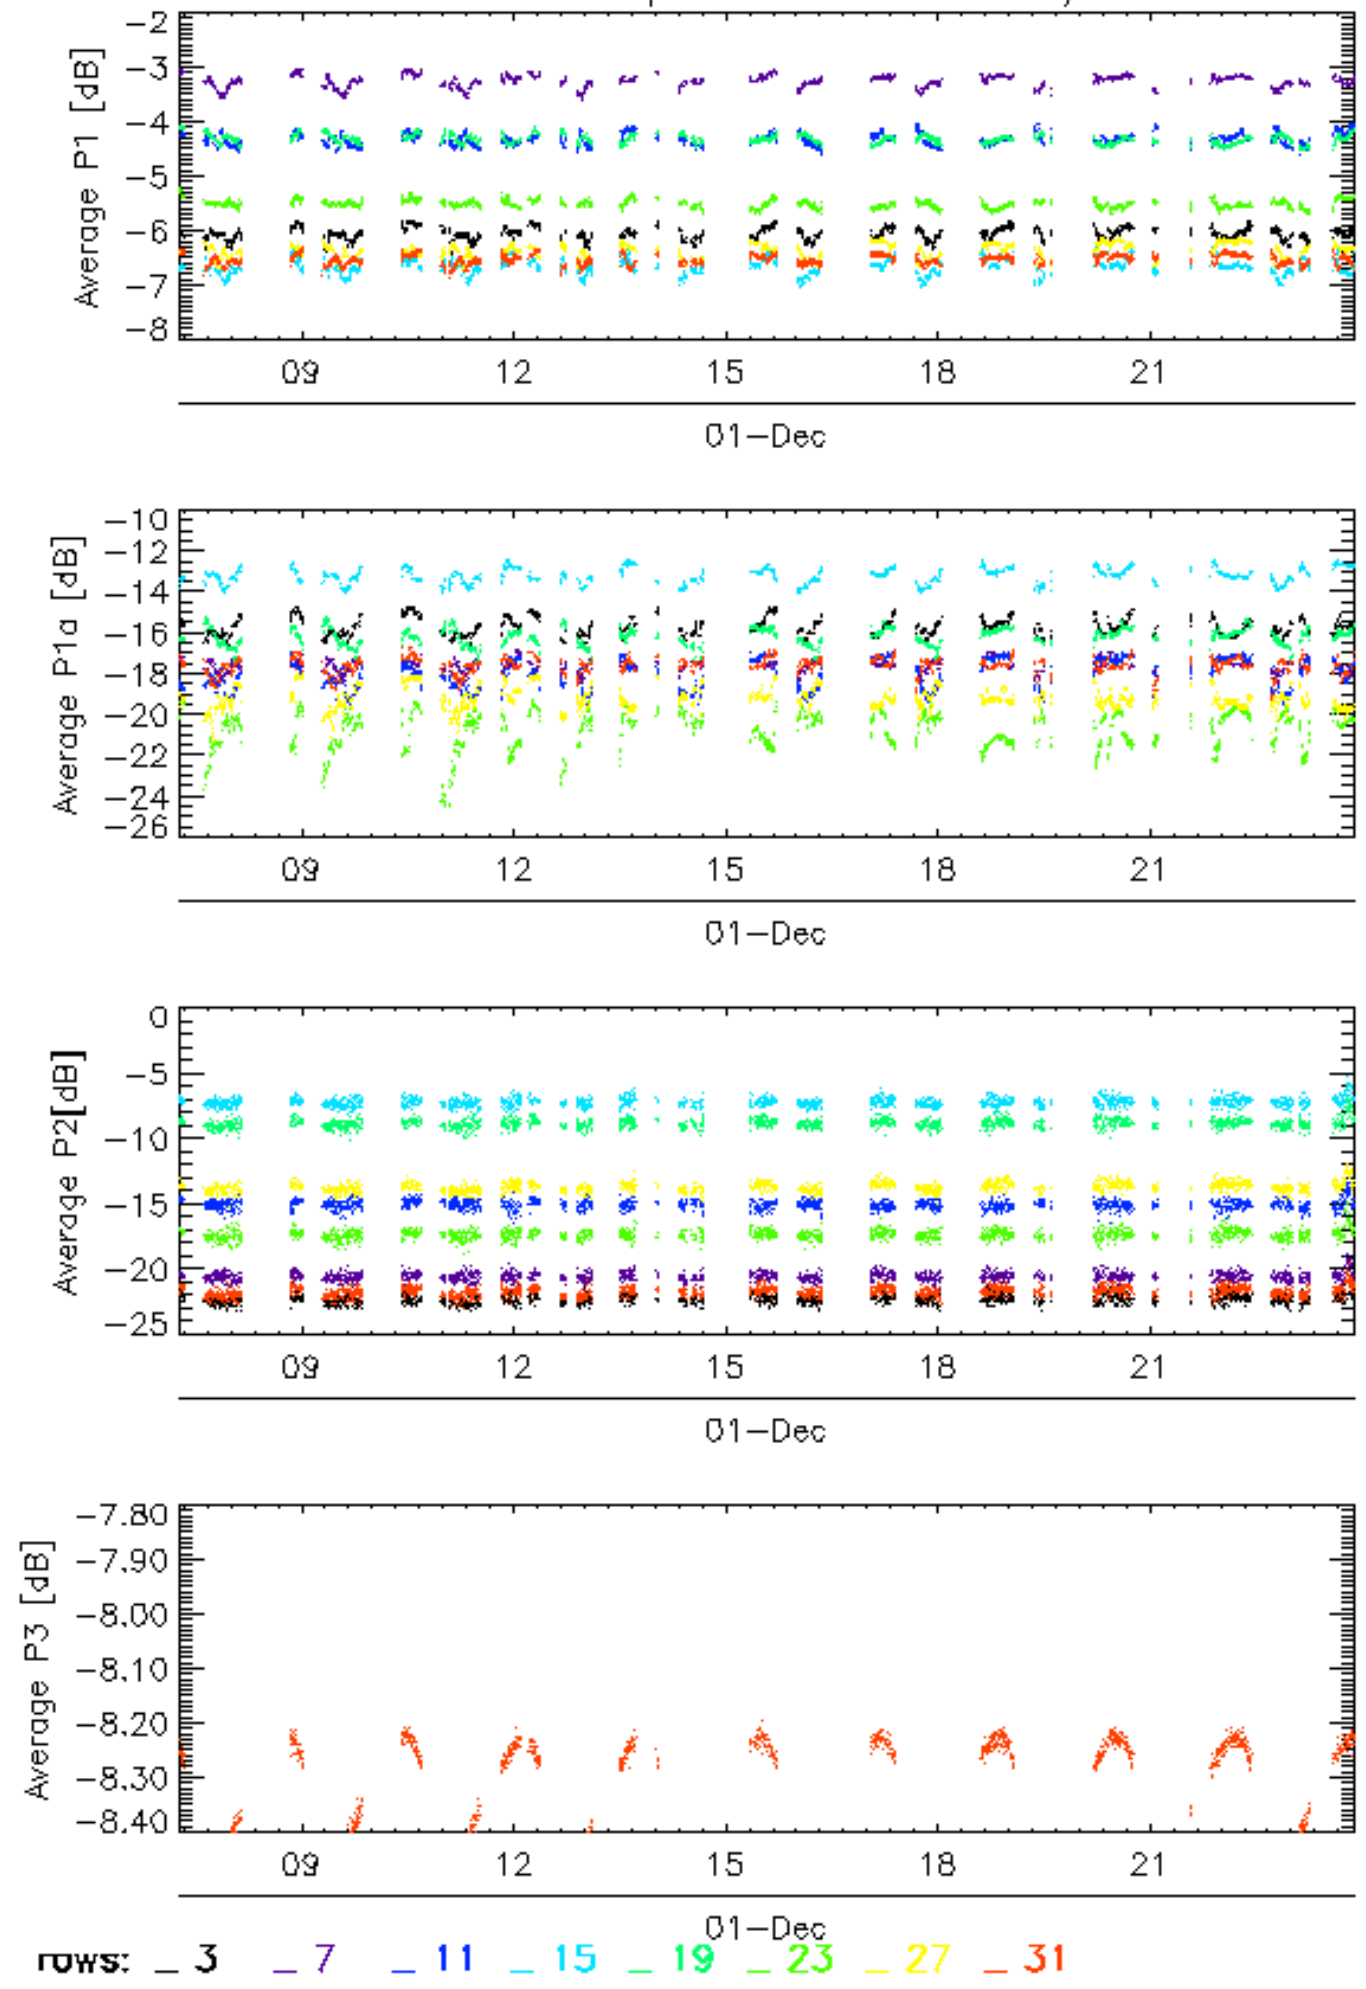 -2
-3
-4
-5
-6
-7
-8
Average P1 [dB]
09 12 15 18 21
01-Dec
-10
-12
-14
-16
-18
-20
-22
-24
-26
Average P1a [dB]
09 12 15 18 21
01-Dec
0
-5
-10
-15
-20
-25
Average P2[dB]
09 12 15 18 21
01-Dec
-7.80
-7.90
-8.00
-8.10
-8.20
-8.30
-8.40
Average P3 [dB]
09 12 15 18 21
01-Dec
rows: _ 3 _ 7 _ 11 _ 15 _ 19 _ 23 _ 27 _ 31